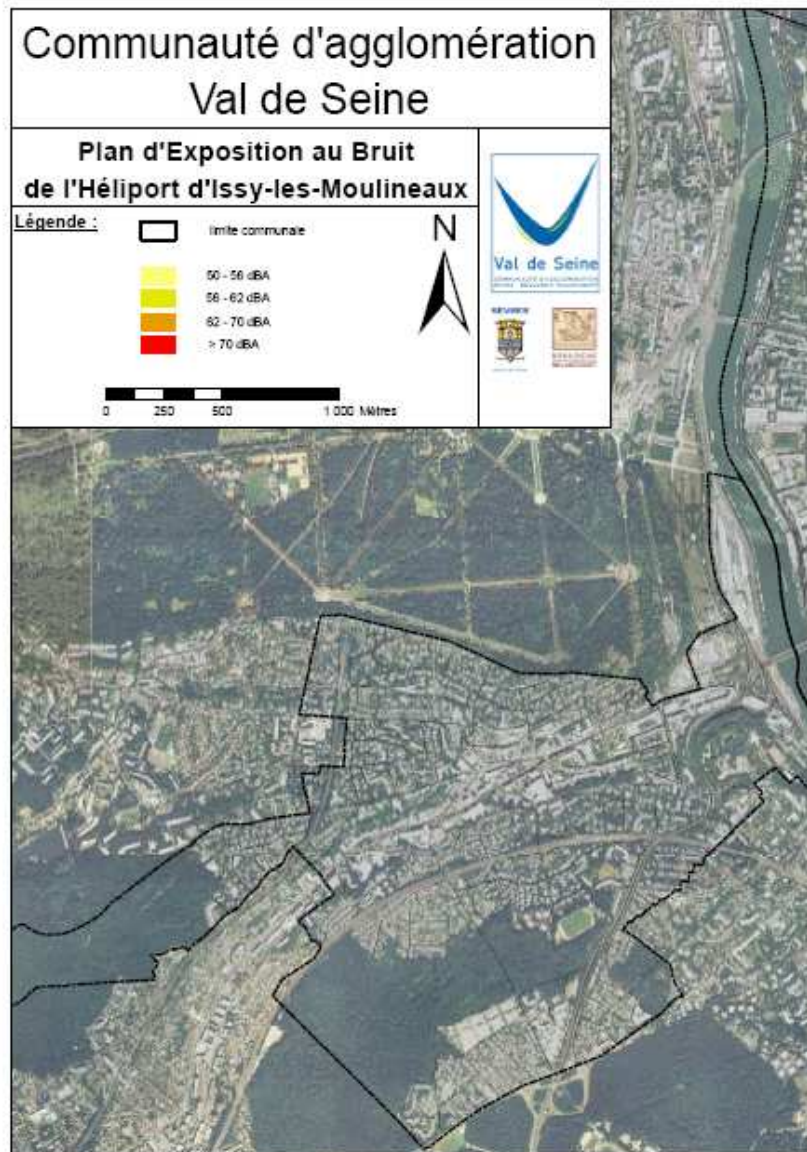 Communauté d'agglomération
Val de Seine
Plan d'Exposition au Bruit
de l'Héliport d'Issy-les-Moulineaux
Légende :
limite communale
50 - 56 dBA
56 - 62 dBA
62 - 70 dBA
> 70 dBA
0 250 500 1 000 Mètres
N
Val de Seine